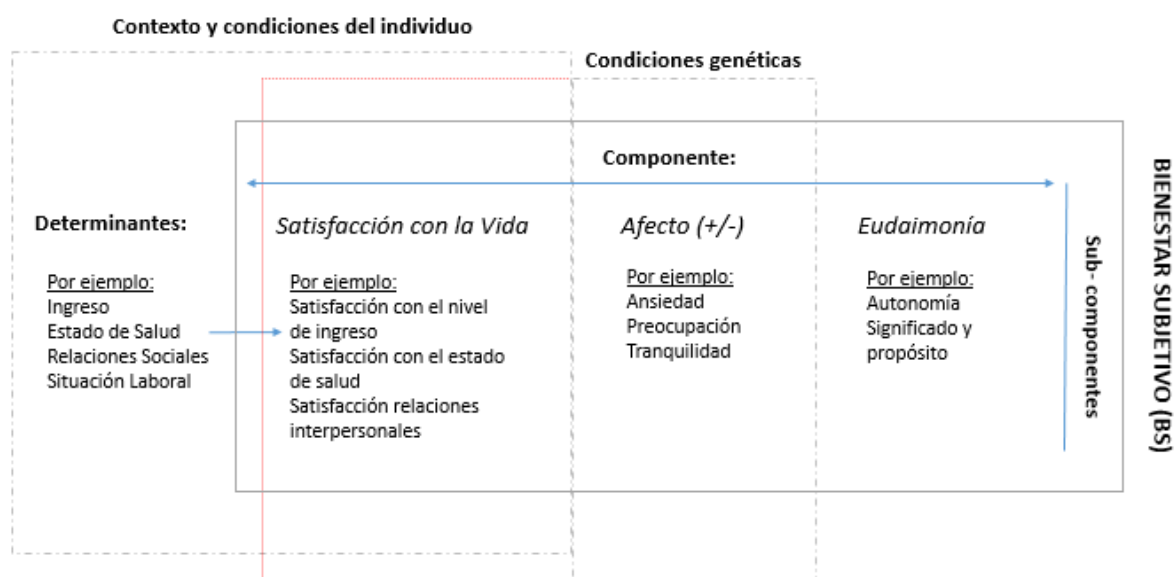 Contexto y condiciones del individuo
Condiciones genéticas
Componente:
Determinantes:
Por ejemplo:
Ingreso
Estado de Salud
Relaciones Sociales
Situación Laboral
Satisfacción con la Vida
Por ejemplo:
Satisfacción con el nivel
de ingreso
Satisfacción con el estado
de salud
Satisfacción relaciones
interpersonales
Afecto (+/-)
Por ejemplo:
Ansiedad
Preocupación
Tranquilidad
Eudaimonía
Por ejemplo:
Autonomía
Significado y
propósito
Sub- componentes
BIENESTAR SUBJETIVO (BS)